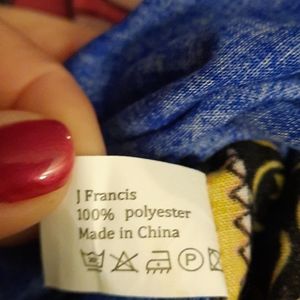 J Francis
100% polyester
Made in China